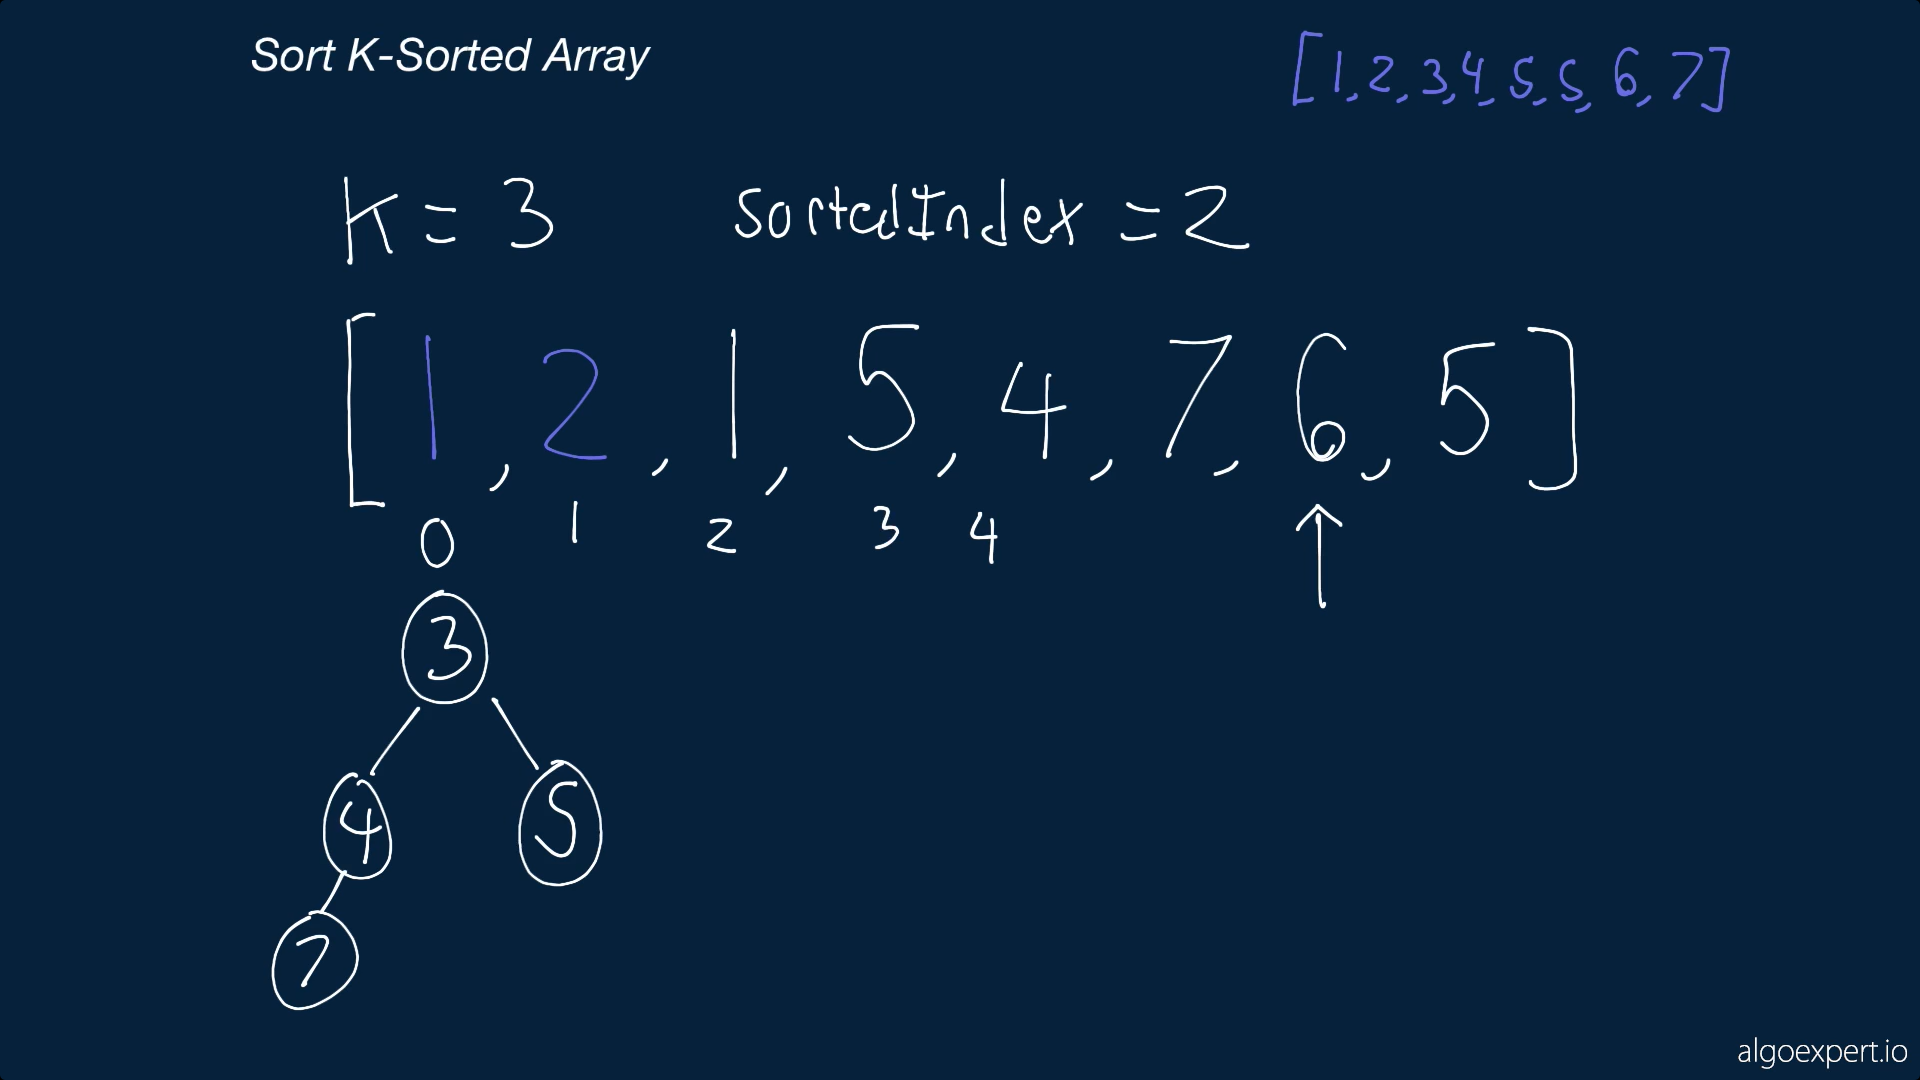 Sort K-Sorted Array
[1,2,3,4,5,5,6,7]
K=3
SortedIndex=2
[1,2,1,5,4,7,6,5]
0 1 2 3 4
3
4 5
7
algoexpert.io